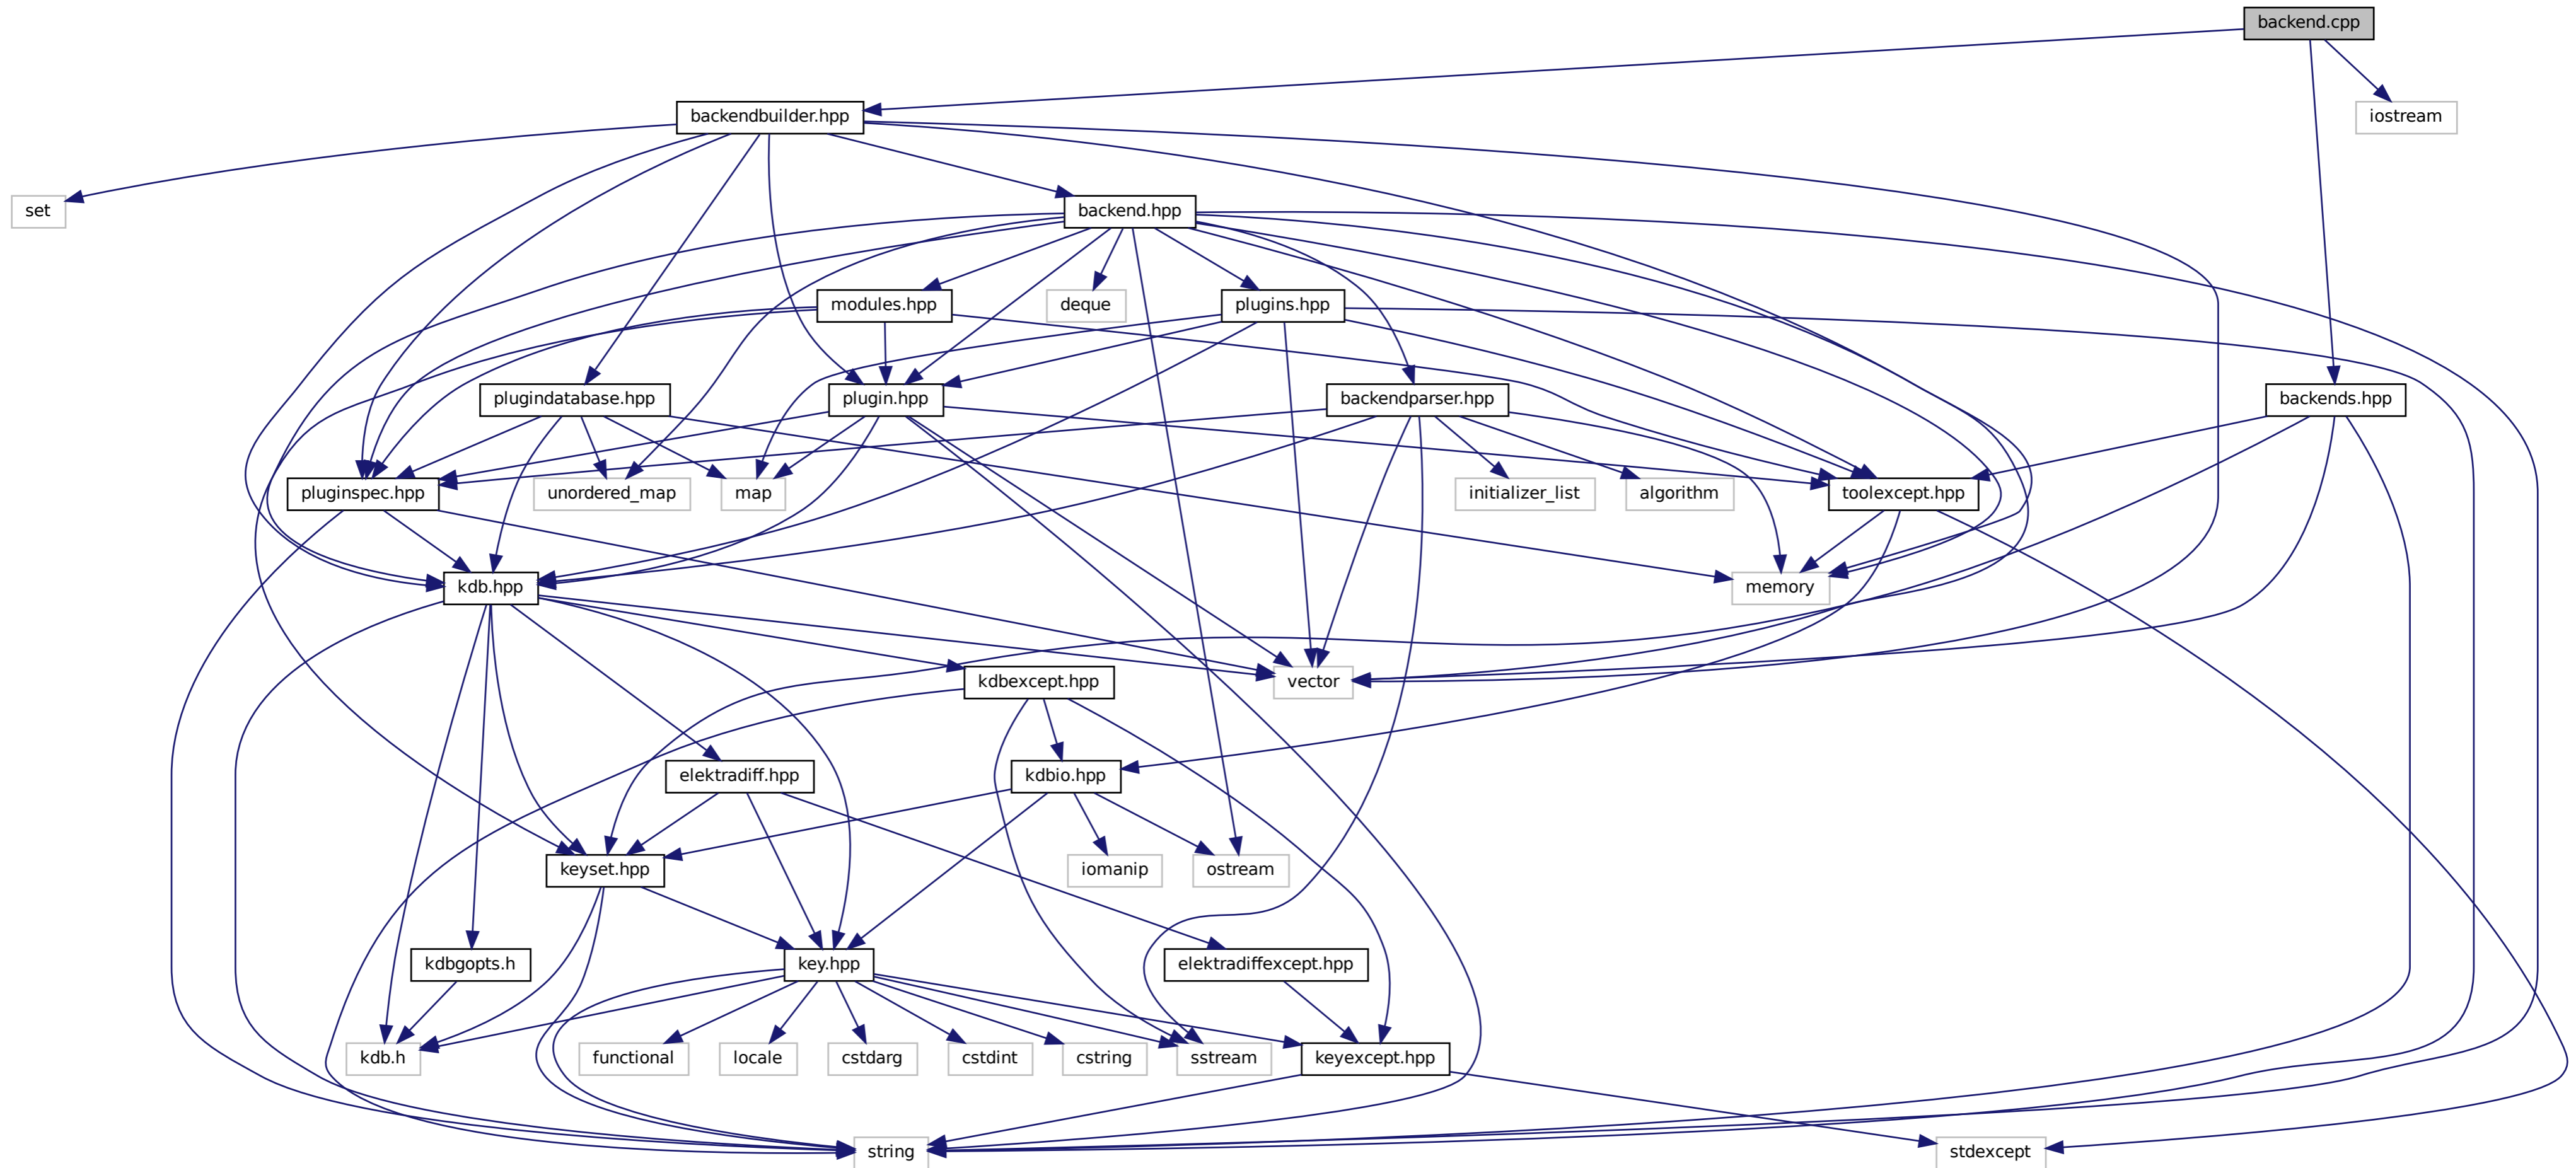 backend.cpp
backendbuilder.hpp
iostream
set
backend.hpp
modules.hpp
deque
plugins.hpp
plugindatabase.hpp
plugin.hpp
backendparser.hpp
backends.hpp
pluginspec.hpp
unordered_map
map
initializer_list
algorithm
toolexcept.hpp
kdb.hpp
memory
kdbexcept.hpp
vector
elektradiff.hpp
kdbio.hpp
keyset.hpp
iomanip
ostream
kdbgopts.h
key.hpp
elektradiffexcept.hpp
kdb.h
functional
locale
cstdarg
cstdint
cstring
sstream
keyexcept.hpp
string
stdexcept